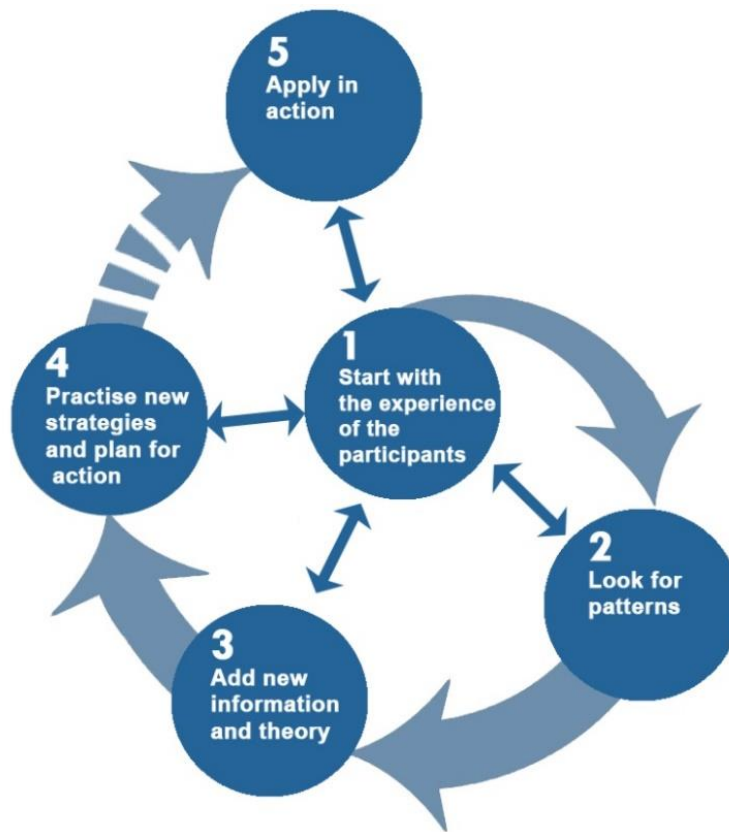 1
Start with
the experience
of the
participants
2
Look for
patterns
3
Add new
information
and theory
4
Practise new
strategies
and plan for
action
5
Apply in
action